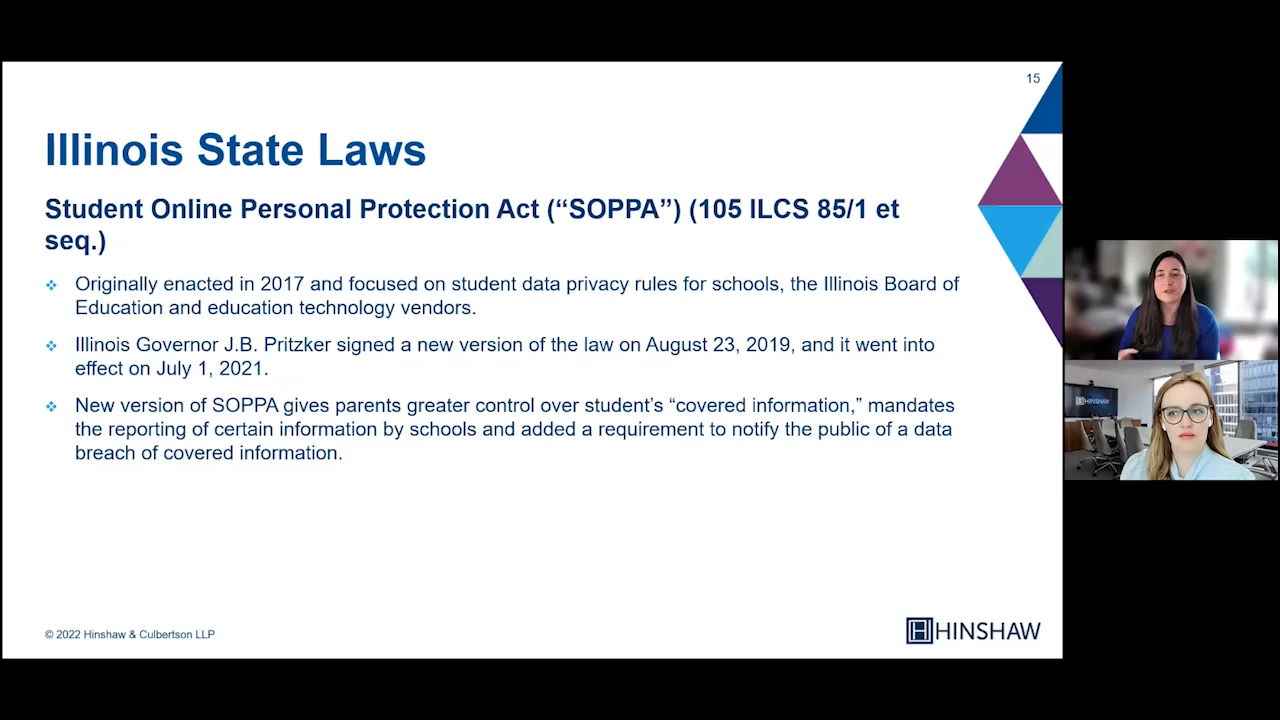 15
Illinois State Laws
Student Online Personal Protection Act (“SOPPA”) (105 ILCS 85/1 et
seq.)
Originally enacted in 2017 and focused on student data privacy rules for schools, the Illinois Board of
Education and education technology vendors.
Illinois Governor J.B. Pritzker signed a new version of the law on August 23, 2019, and it went into
effect on July 1, 2021.
New version of SOPPA gives parents greater control over student’s “covered information,” mandates
the reporting of certain information by schools and added a requirement to notify the public of a data
breach of covered information.
© 2022 Hinshaw & Culbertson LLP
HINSHAW
HINSHAW